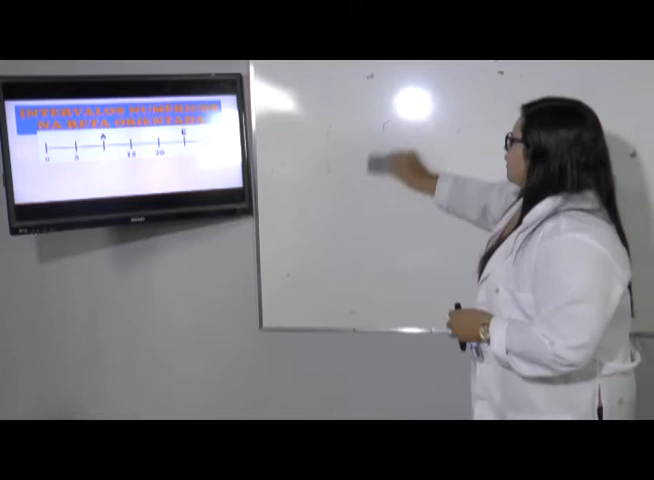 INTERVALOS NUMÉRICOS
NA RETA ORIENTADA
A E
0 5 15 20